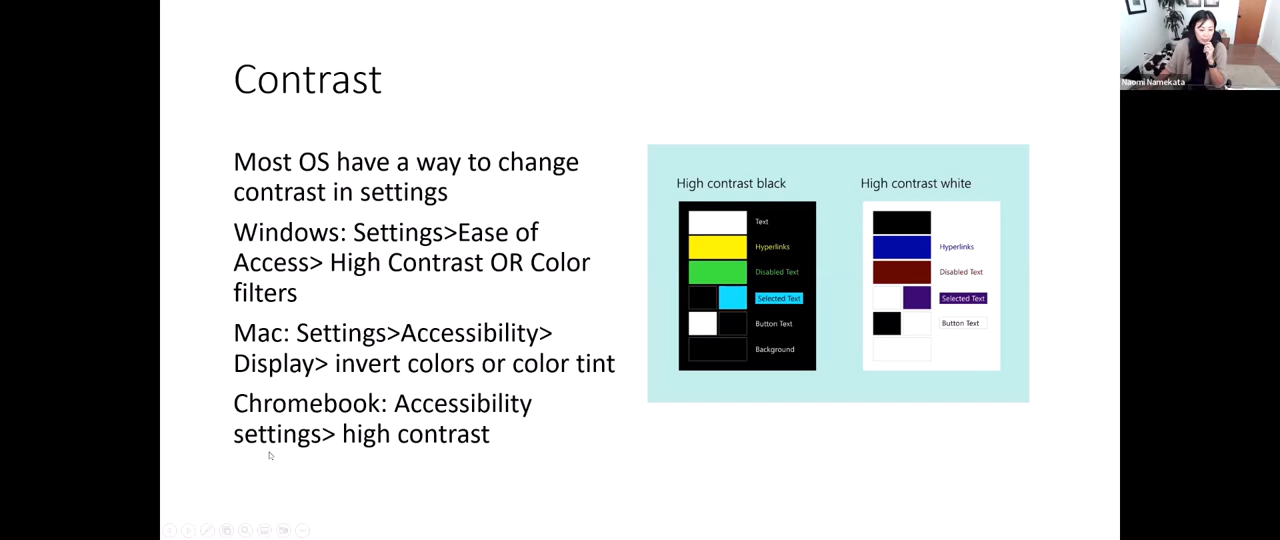 Contrast
Most OS have a way to change
contrast in settings
Windows: Settings>Ease of
Access> High Contrast OR Color
filters
Mac: Settings>Accessibility>
Display> invert colors or color tint
Chromebook: Accessibility
settings> high contrast
High contrast black
Text
Hyperlinks
Disabled Text
Selected Text
Button Text
Background
High contrast white
Hyperlinks
Disabled Text
Selected Text
Button Text
Naomi Namekata